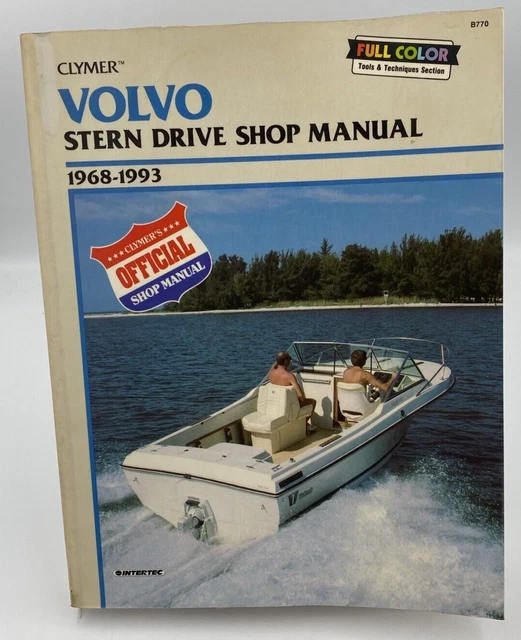 B770
FULL COLOR
Tools & Techniques Section
CLYMER™
VOLVO
STERN DRIVE SHOP MANUAL
1968-1993
★★★ CLYMER'S ★★★
OFFICIAL
SHOP MANUAL
INTERTEC